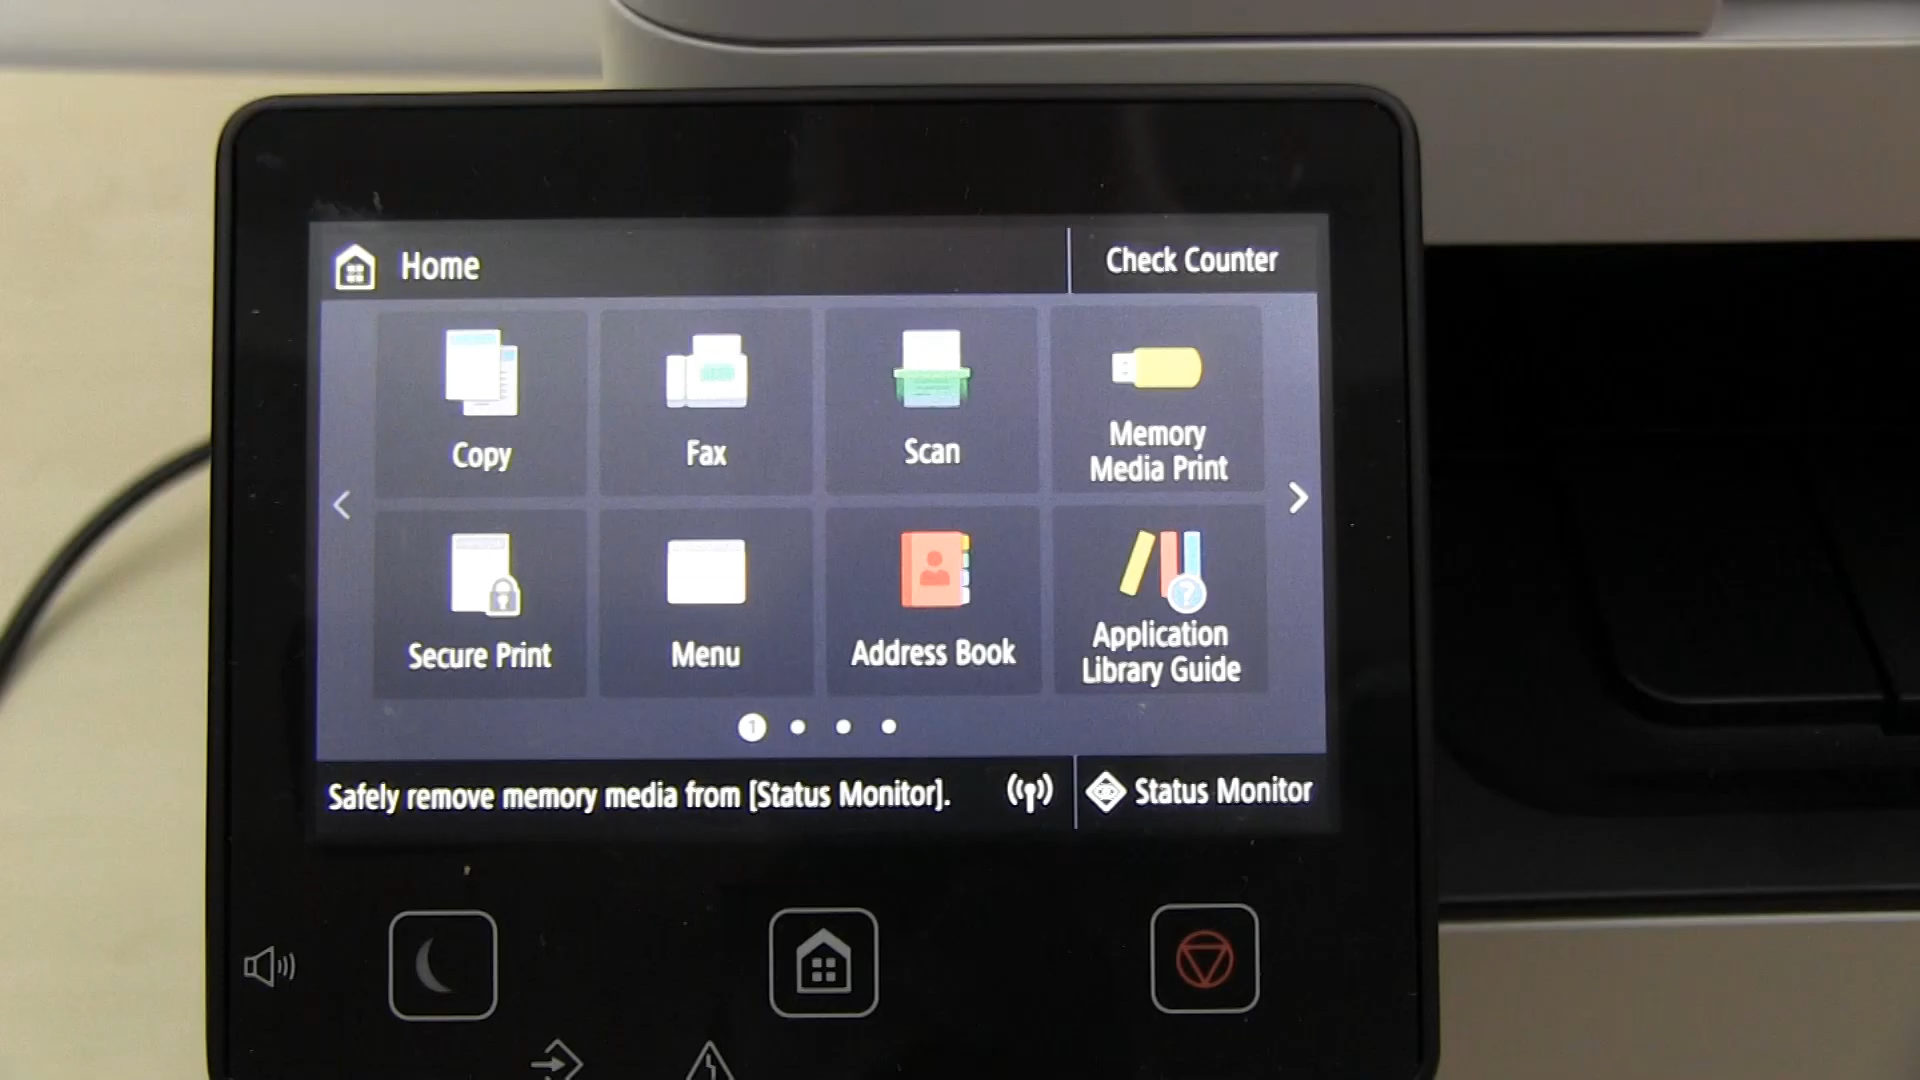 Home
Check Counter
Copy
Fax
Scan
Memory
Media Print
Secure Print
Menu
Address Book
Application
Library Guide
1
Safely remove memory media from [Status Monitor].
Status Monitor